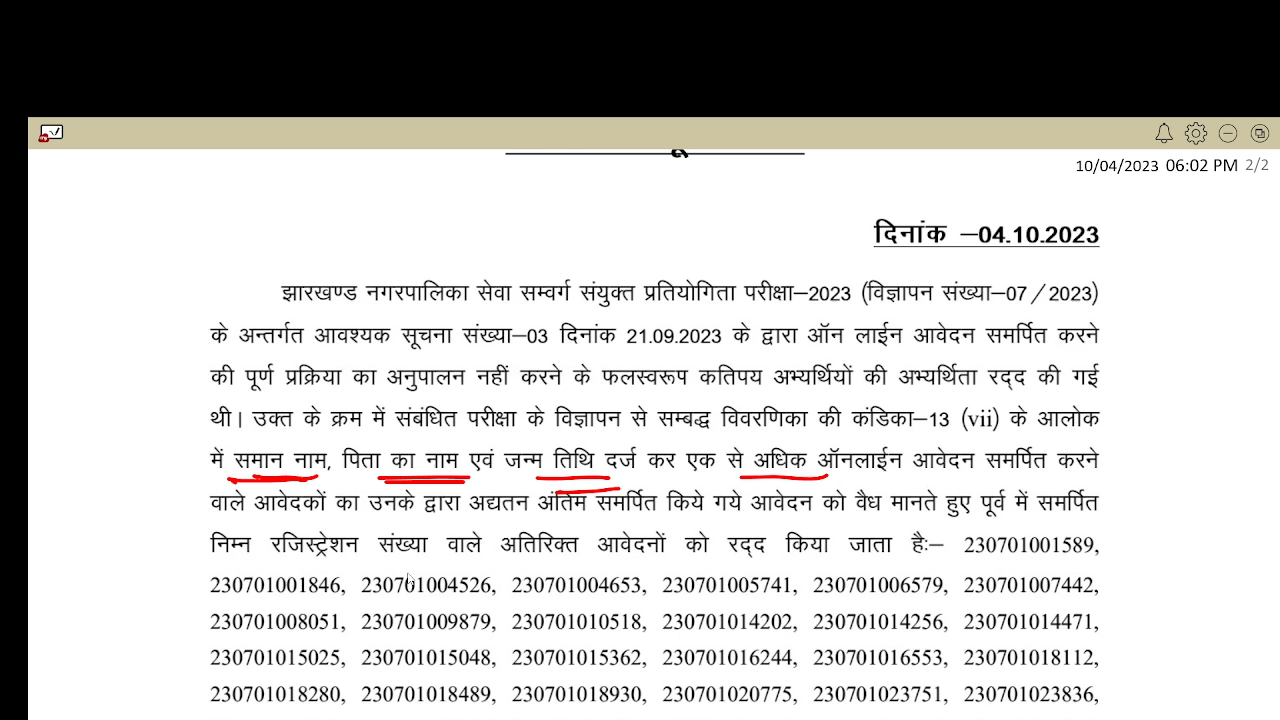 10/04/2023 06:02 PM 2/2
दिनांक –04.10.2023
झारखण्ड नगरपालिका सेवा सम्वर्ग संयुक्त प्रतियोगिता परीक्षा–2023 (विज्ञापन संख्या–07/2023)
के अन्तर्गत आवश्यक सूचना संख्या–03 दिनांक 21.09.2023 के द्वारा ऑन लाईन आवेदन समर्पित करने
की पूर्ण प्रक्रिया का अनुपालन नहीं करने के फलस्वरूप कतिपय अभ्यर्थियों की अभ्यर्थिता रद्द की गई
थी। उक्त के क्रम में संबंधित परीक्षा के विज्ञापन से सम्बद्ध विवरणिका की कंडिका–13 (vii) के आलोक
में समान नाम, पिता का नाम एवं जन्म तिथि दर्ज कर एक से अधिक ऑनलाईन आवेदन समर्पित करने
वाले आवेदकों का उनके द्वारा अद्यतन अंतिम समर्पित किये गये आवेदन को वैध मानते हुए पूर्व में समर्पित
निम्न रजिस्ट्रेशन संख्या वाले अतिरिक्त आवेदनों को रद्द किया जाता हैः– 230701001589,
230701001846, 230701004526, 230701004653, 230701005741, 230701006579, 230701007442,
230701008051, 230701009879, 230701010518, 230701014202, 230701014256, 230701014471,
230701015025, 230701015048, 230701015362, 230701016244, 230701016553, 230701018112,
230701018280, 230701018489, 230701018930, 230701020775, 230701023751, 230701023836,